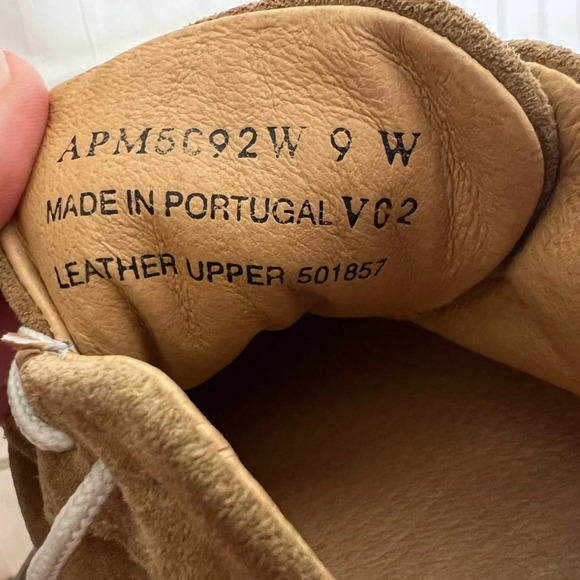 APM5C92W 9 W
MADE IN PORTUGAL V02
LEATHER UPPER 501857